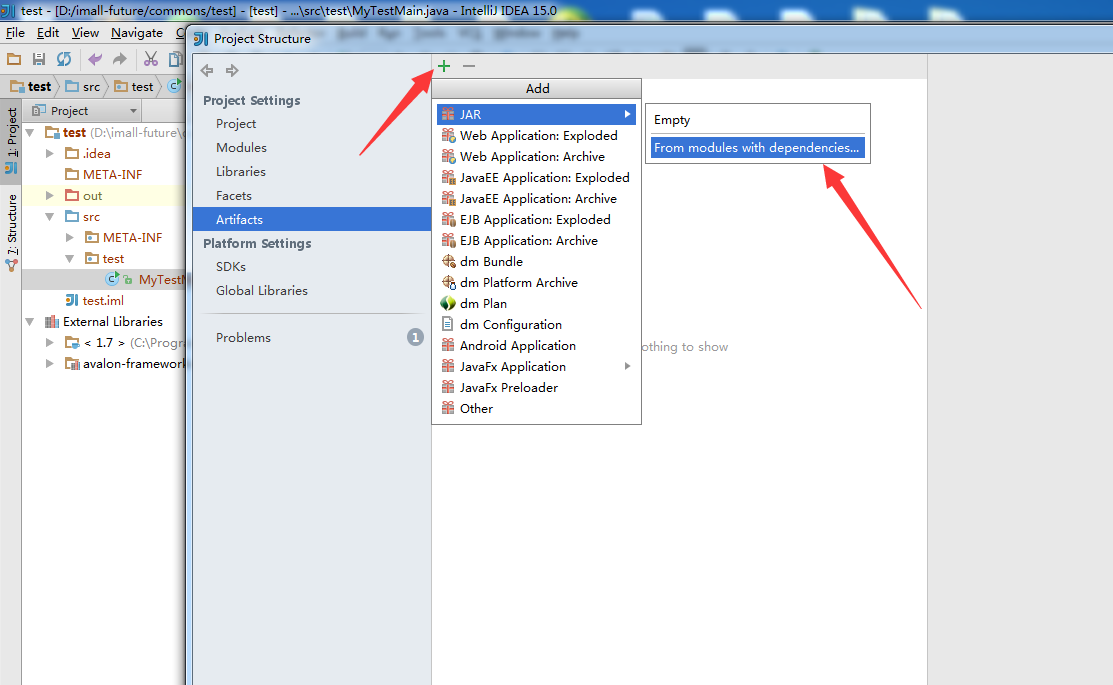 test - [D:/imall-future/commons/test] - [test] - ...\src\test\MyTestMain.java - IntelliJ IDEA 15.0
File Edit View Navigate C
Project Structure
test src test
1: Project
7: Structure
Project
test (D:\imall-future\c
.idea
META-INF
out
src
META-INF
test
MyTestM
test.iml
External Libraries
< 1.7 > (C:\Progra
avalon-framework
Project Settings
Project
Modules
Libraries
Facets
Artifacts
Platform Settings
SDKs
Global Libraries
Problems 1
Add
JAR
Web Application: Exploded
Web Application: Archive
JavaEE Application: Exploded
JavaEE Application: Archive
EJB Application: Exploded
EJB Application: Archive
dm Bundle
dm Platform Archive
dm Plan
dm Configuration
Android Application
JavaFx Application
JavaFx Preloader
Other
Empty
From modules with dependencies...
othing to show